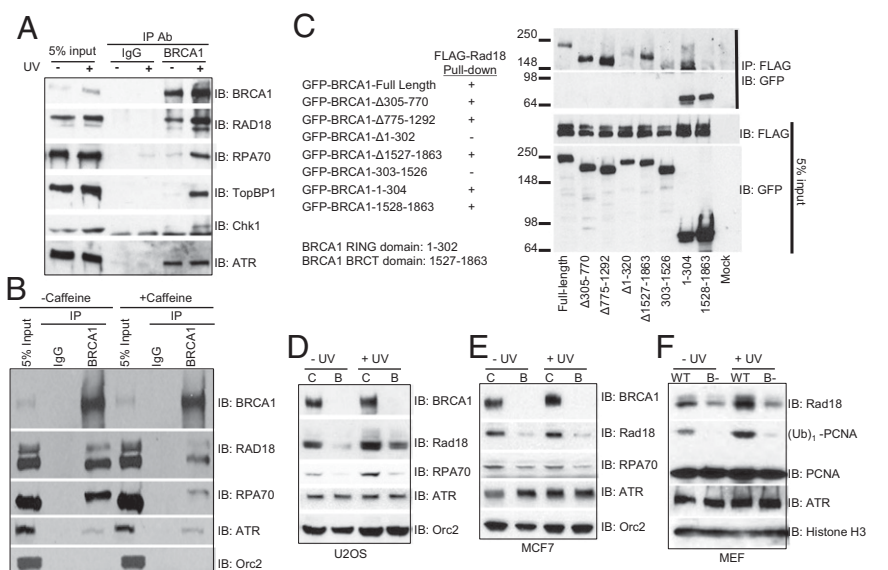 A
IP Ab
5% input
IgG
BRCA1
UV
- + - + - +
IB: BRCA1
IB: RAD18
IB: RPA70
IB: TopBP1
IB: Chk1
IB: ATR
B
-Caffeine
+Caffeine
IP
IP
5% Input
IgG
BRCA1
5% Input
IgG
BRCA1
IB: BRCA1
IB: RAD18
IB: RPA70
IB: ATR
IB: Orc2
C
FLAG-Rad18
Pull-down
GFP-BRCA1-Full Length +
GFP-BRCA1-Δ305-770 +
GFP-BRCA1-Δ775-1292 +
GFP-BRCA1-Δ1-302 -
GFP-BRCA1-Δ1527-1863 +
GFP-BRCA1-303-1526 -
GFP-BRCA1-1-304 +
GFP-BRCA1-1528-1863 +
BRCA1 RING domain: 1-302
BRCA1 BRCT domain: 1527-1863
250
148
98
64
IP: FLAG
IB: GFP
IB: FLAG
250
148
98
64
IB: GFP
5% input
Full-length
Δ305-770
Δ775-1292
Δ1-320
Δ1527-1863
303-1526
1-304
1528-1863
Mock
D
- UV
+ UV
C B C B
IB: BRCA1
IB: Rad18
IB: RPA70
IB: ATR
IB: Orc2
U2OS
E
- UV
+ UV
C B C B
IB: BRCA1
IB: Rad18
IB: RPA70
IB: ATR
IB: Orc2
MCF7
F
- UV
+ UV
WT B- WT B-
IB: Rad18
(Ub)₁ -PCNA
IB: PCNA
IB: ATR
IB: Histone H3
MEF